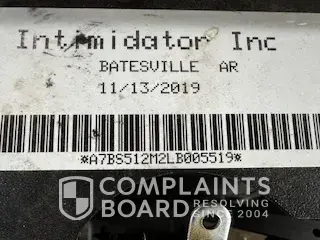 Intimidator Inc
BATESVILLE AR
11/13/2019
*A7BS512M2LB005519*
COMPLAINTS
BOARD
RESOLVING
SINCE 2004